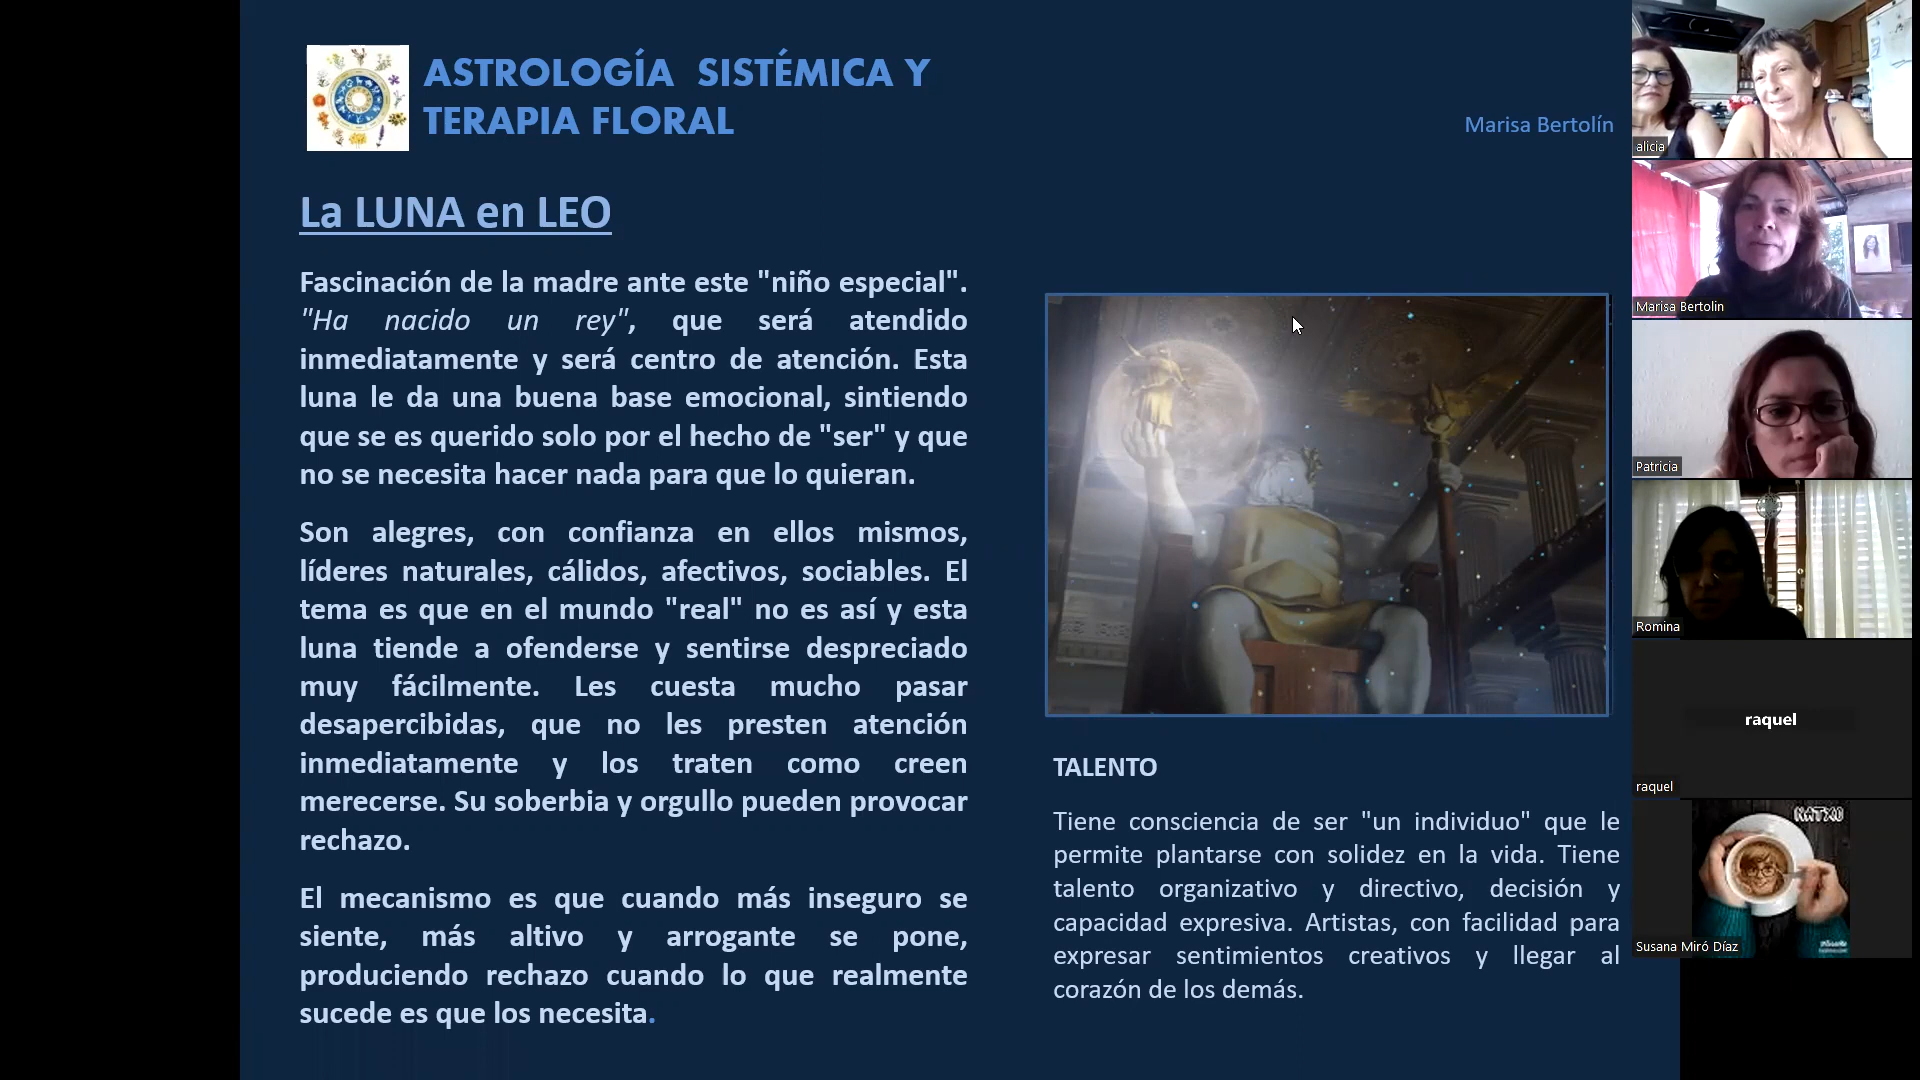 ASTROLOGÍA SISTÉMICA Y
TERAPIA FLORAL
Marisa Bertolín
La LUNA en LEO
Fascinación de la madre ante este "niño especial".
"Ha nacido un rey", que será atendido
inmediatamente y será centro de atención. Esta
luna le da una buena base emocional, sintiendo
que se es querido solo por el hecho de "ser" y que
no se necesita hacer nada para que lo quieran.
Son alegres, con confianza en ellos mismos,
líderes naturales, cálidos, afectivos, sociables. El
tema es que en el mundo "real" no es así y esta
luna tiende a ofenderse y sentirse despreciado
muy fácilmente. Les cuesta mucho pasar
desapercibidas, que no les presten atención
inmediatamente y los traten como creen
merecerse. Su soberbia y orgullo pueden provocar
rechazo.
El mecanismo es que cuando más inseguro se
siente, más altivo y arrogante se pone,
produciendo rechazo cuando lo que realmente
sucede es que los necesita.
TALENTO
Tiene consciencia de ser "un individuo" que le
permite plantarse con solidez en la vida. Tiene
talento organizativo y directivo, decisión y
capacidad expresiva. Artistas, con facilidad para
expresar sentimientos creativos y llegar al
corazón de los demás.
alicia
Marisa Bertolin
Patricia
Romina
raquel
raquel
NATXO
Susana Miró Díaz